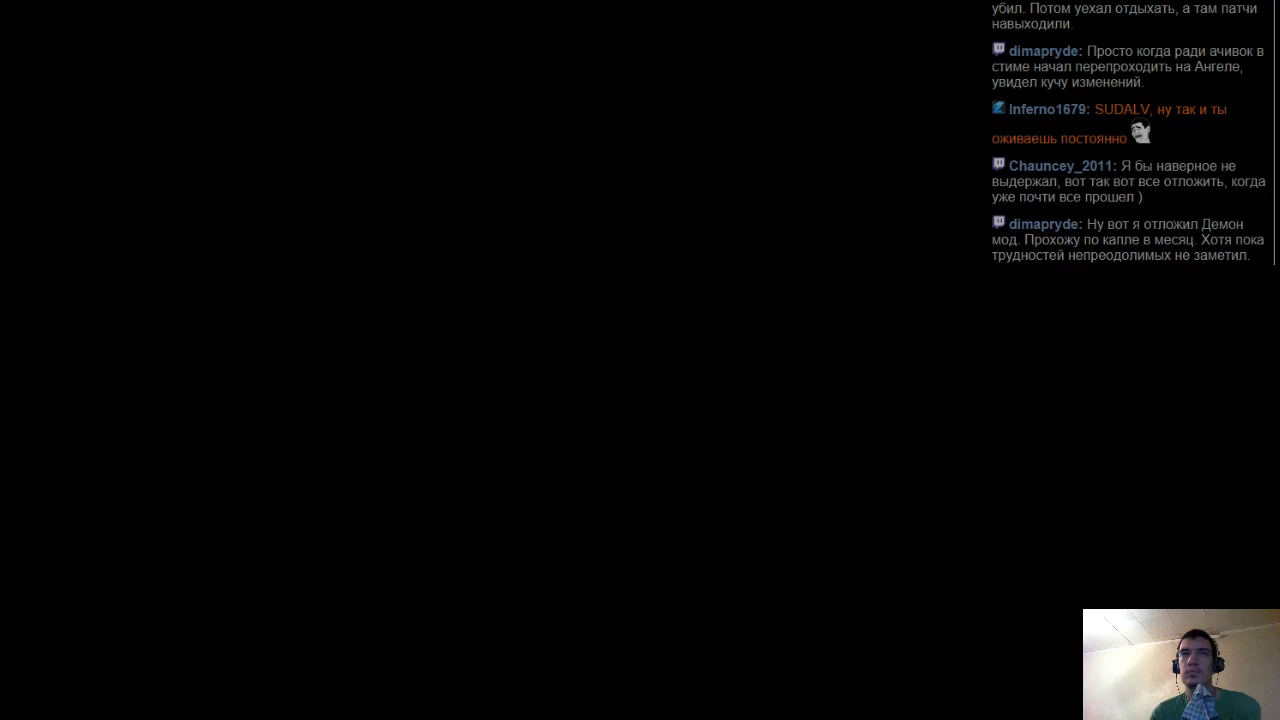 убил. Потом уехал отдыхать, а там патчи
навыходили.
dimapryde: Просто когда ради ачивок в
стиме начал перепроходить на Ангеле,
увидел кучу изменений.
Inferno1679: SUDALV, ну так и ты
оживаешь постоянно
Chauncey_2011: Я бы наверное не
выдержал, вот так вот все отложить, когда
уже почти все прошел )
dimapryde: Ну вот я отложил Демон
мод. Прохожу по капле в месяц. Хотя пока
трудностей непреодолимых не заметил.